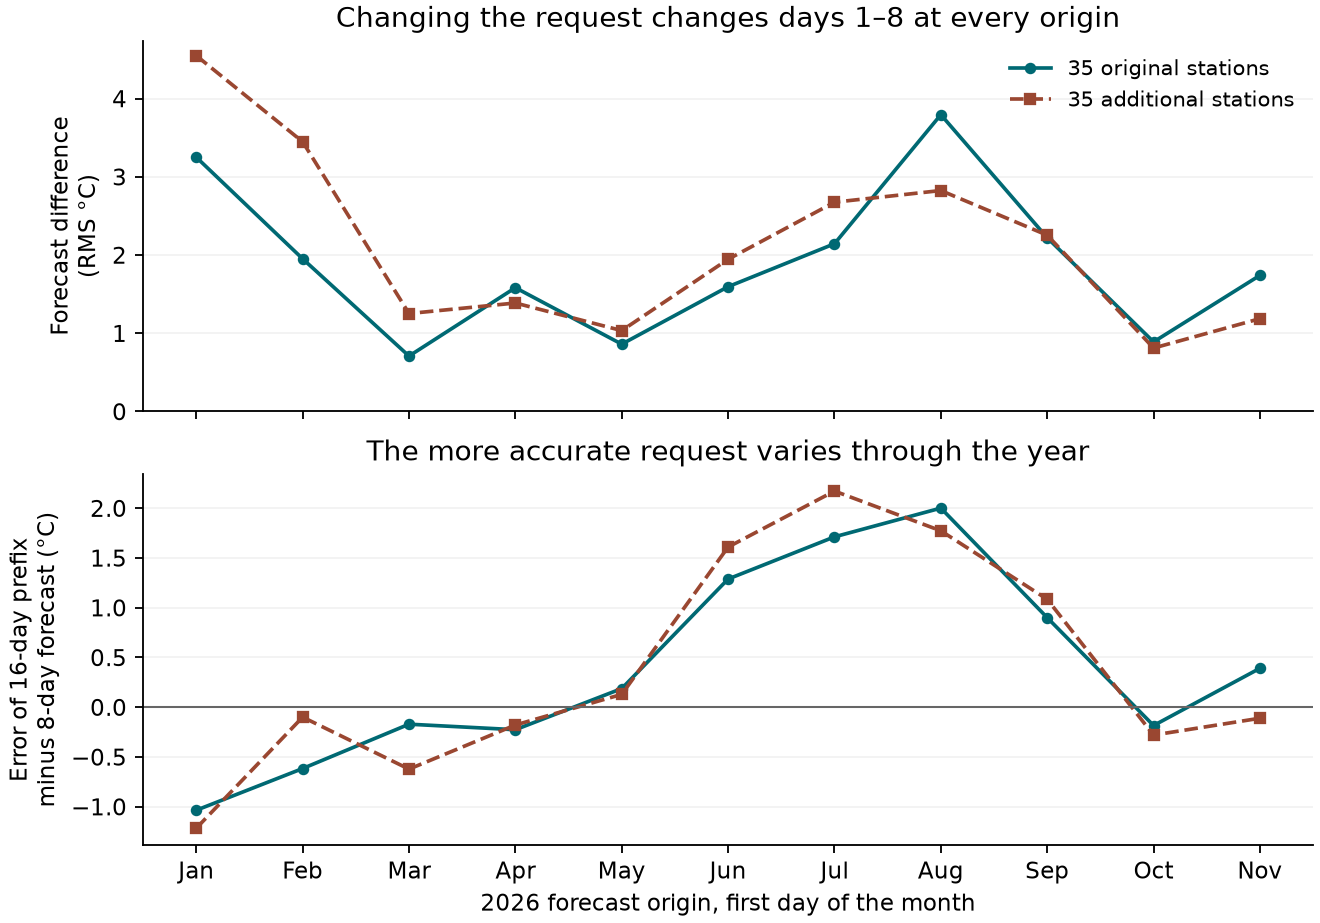 Changing the request changes days 1–8 at every origin
Forecast difference
(RMS °C)
4
3
2
1
0
35 original stations
35 additional stations
The more accurate request varies through the year
Error of 16-day prefix
minus 8-day forecast (°C)
2.0
1.5
1.0
0.5
0.0
−0.5
−1.0
Jan Feb Mar Apr May Jun Jul Aug Sep Oct Nov
2026 forecast origin, first day of the month